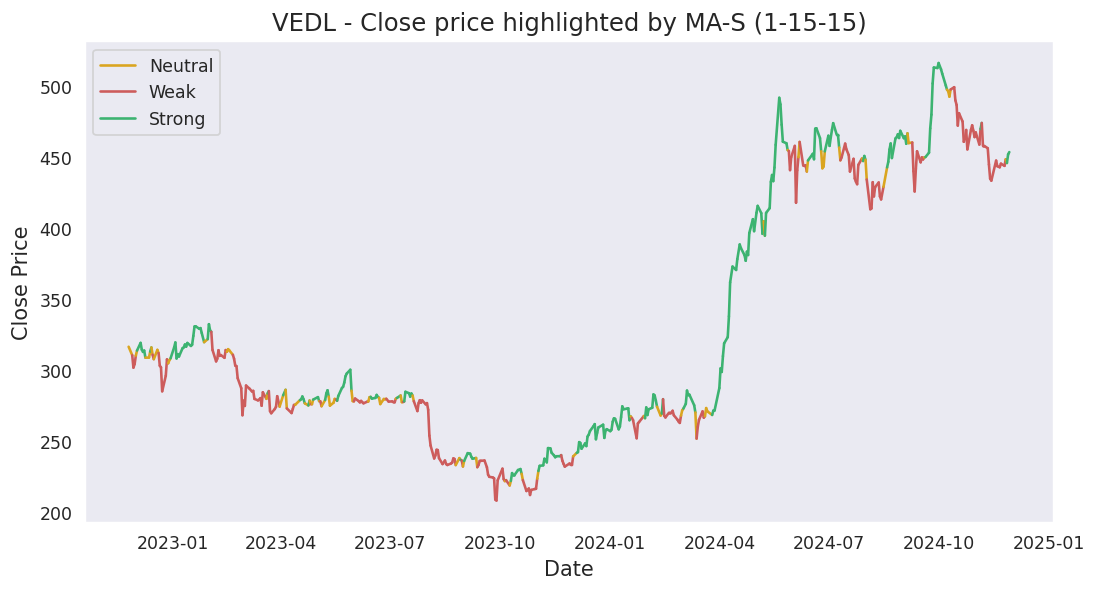 VEDL - Close price highlighted by MA-S (1-15-15)
Neutral
Weak
Strong
Close Price
500
450
400
350
300
250
200
2023-01 2023-04 2023-07 2023-10 2024-01 2024-04 2024-07 2024-10 2025-01
Date